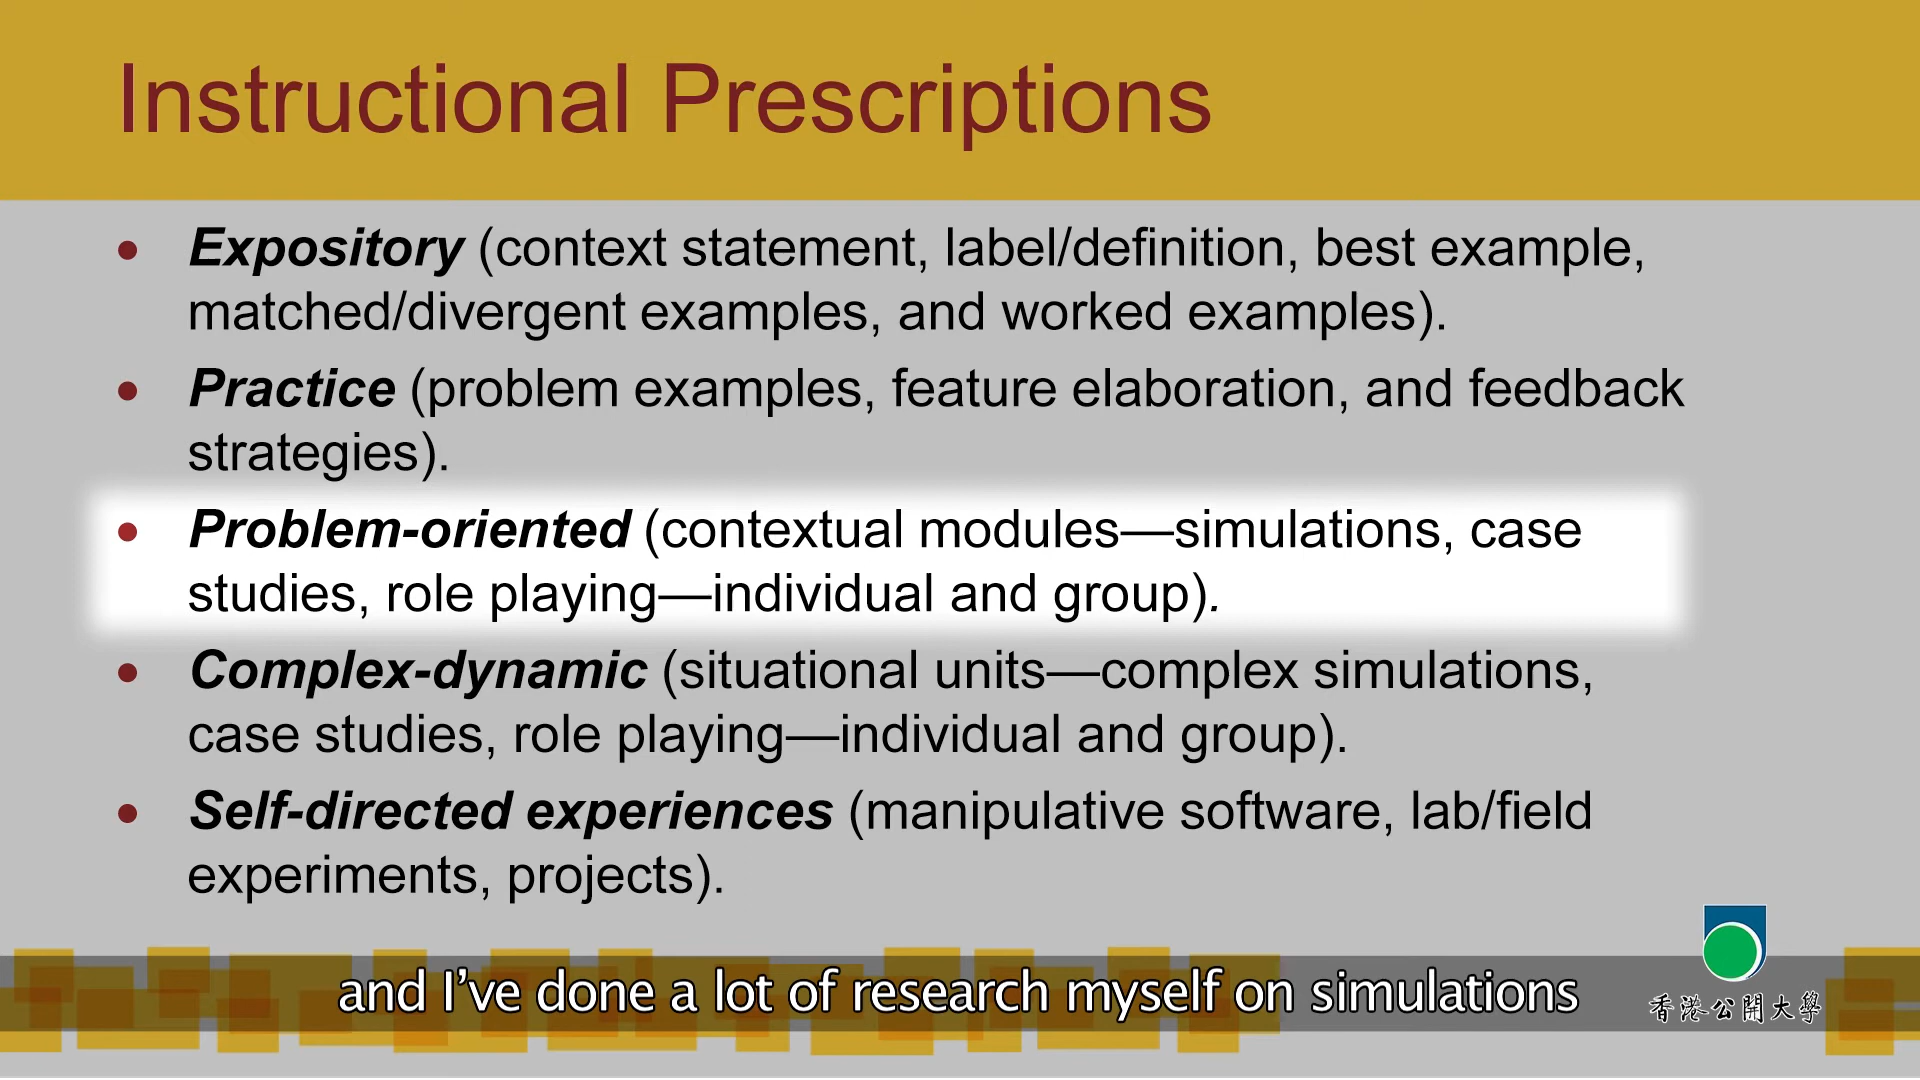 Instructional Prescriptions
• Expository (context statement, label/definition, best example,
matched/divergent examples, and worked examples).
• Practice (problem examples, feature elaboration, and feedback
strategies).
• Problem-oriented (contextual modules—simulations, case
studies, role playing—individual and group).
• Complex-dynamic (situational units—complex simulations,
case studies, role playing—individual and group).
• Self-directed experiences (manipulative software, lab/field
experiments, projects).
and I've done a lot of research myself on simulations
香港公開大學